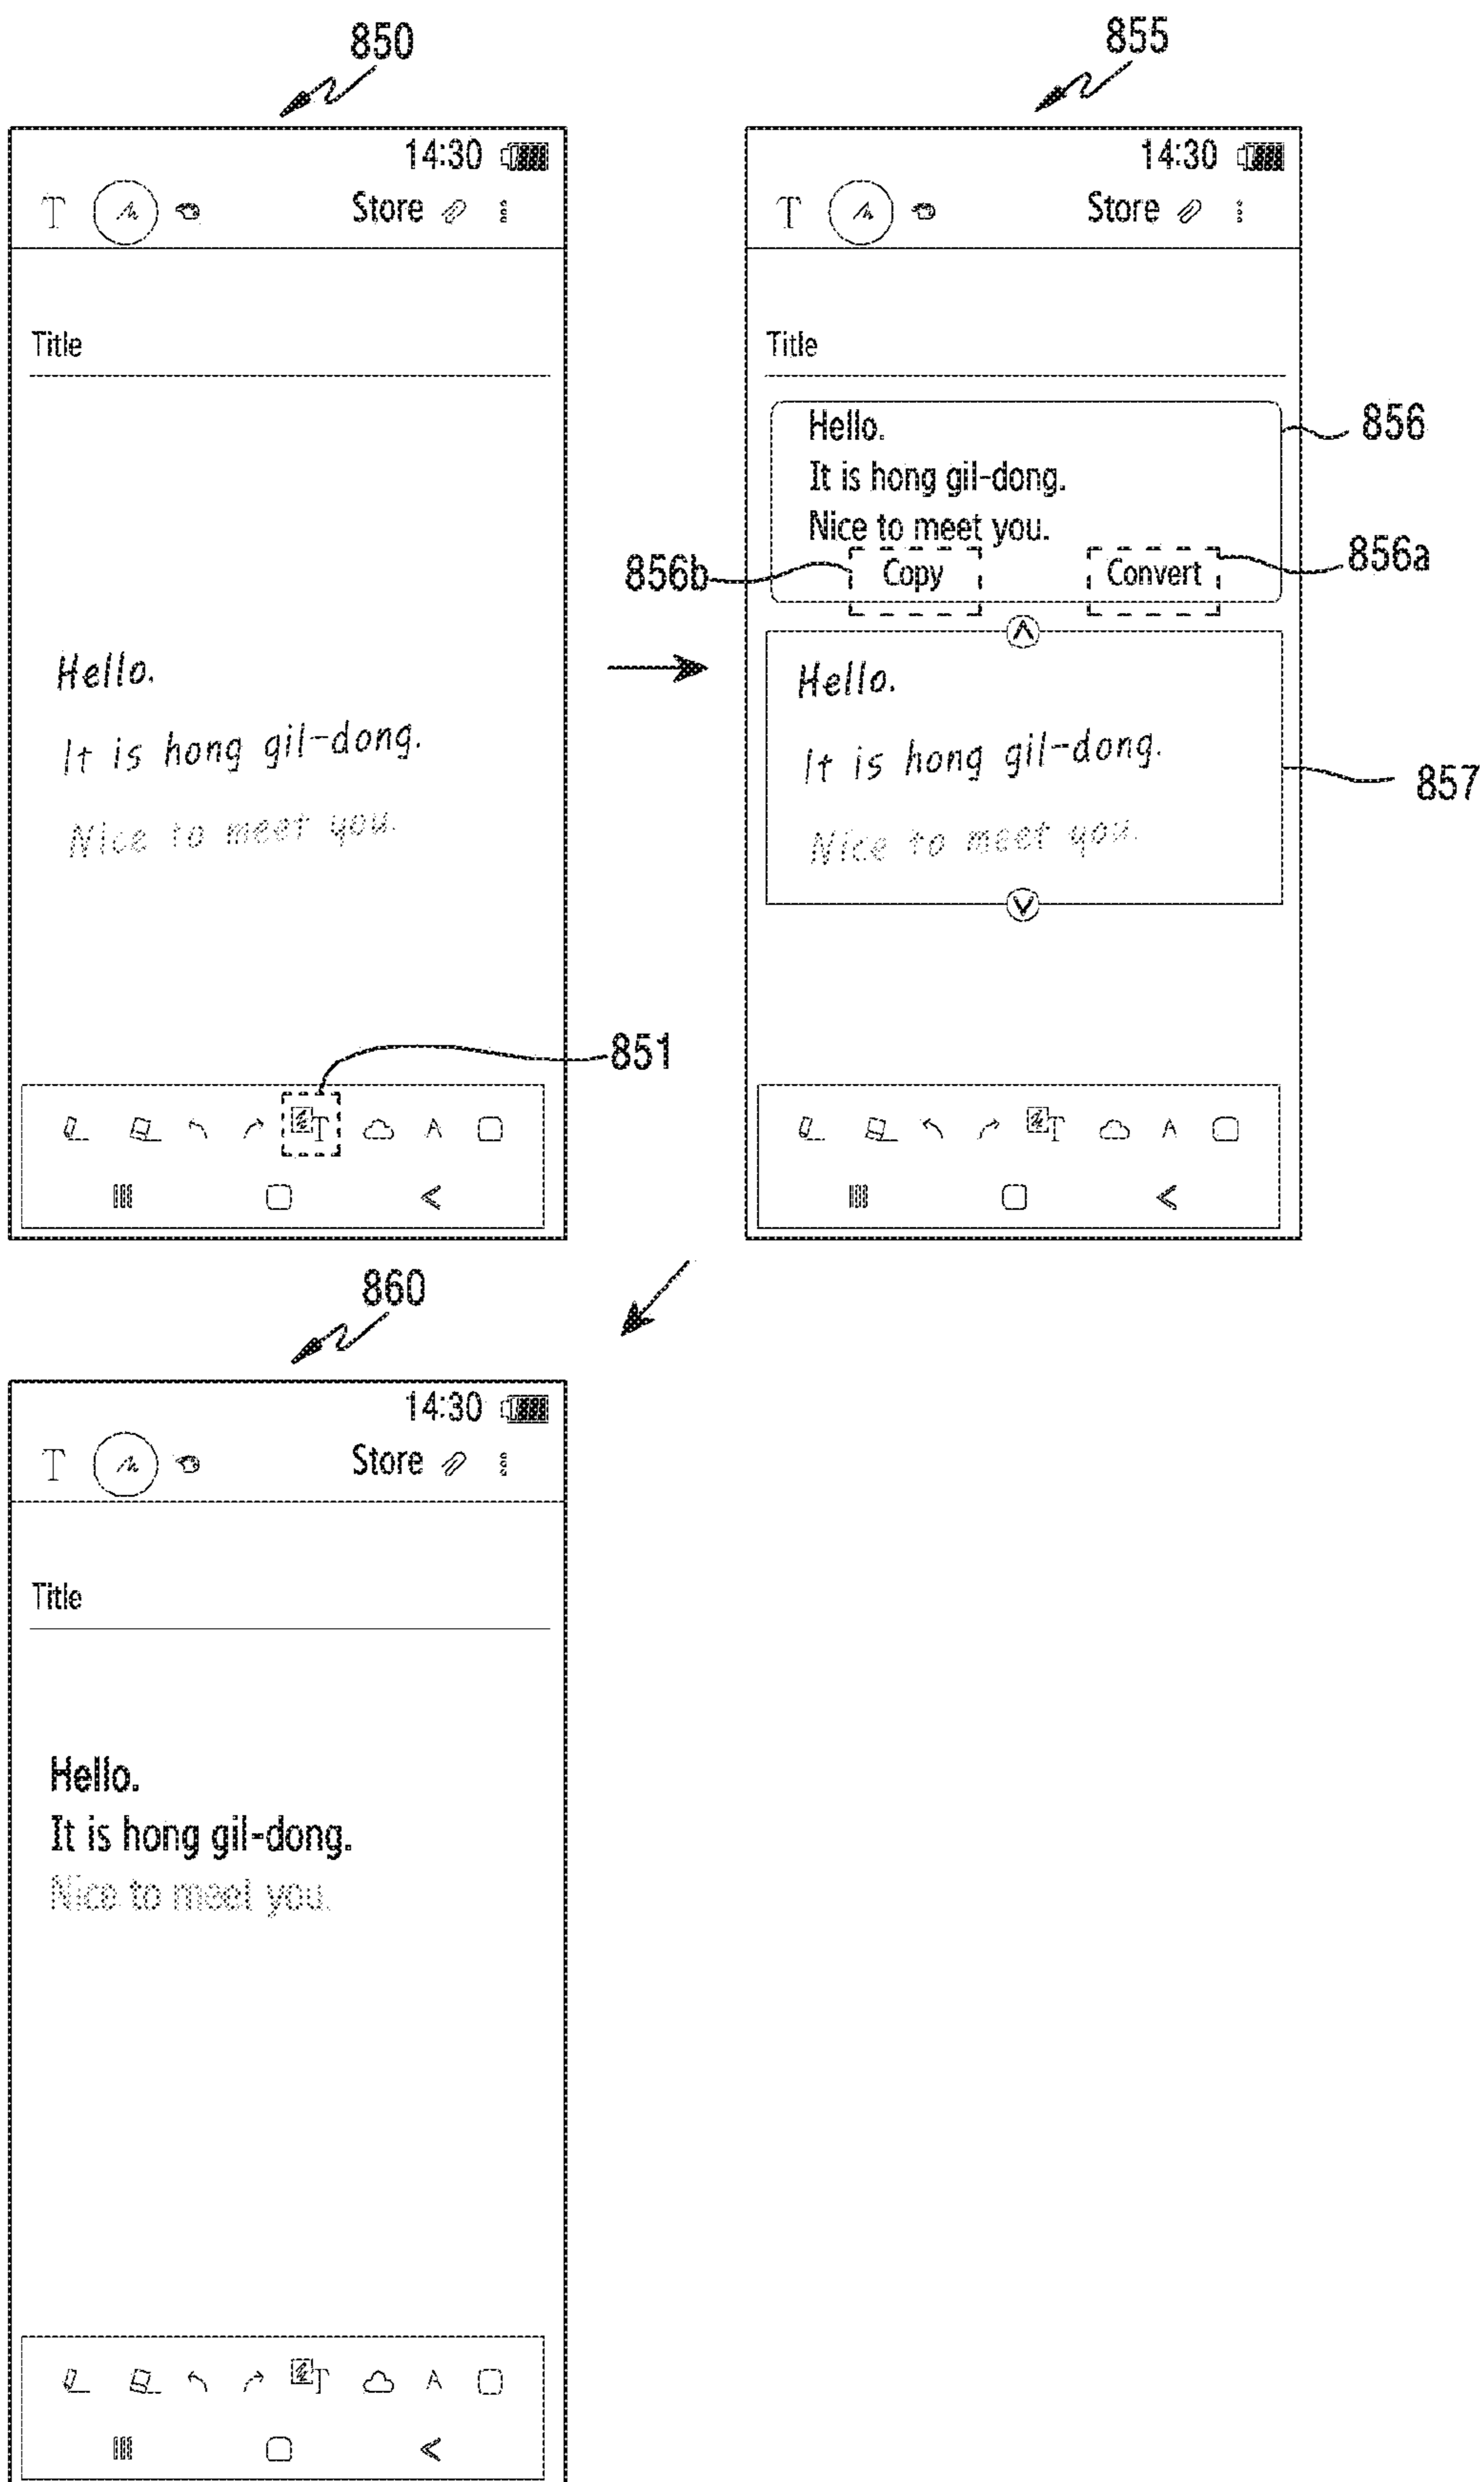 850
14:30
T
Store
Title
Hello.
It is hong gil-dong.
Nice to meet you.
851
T
A
855
14:30
T
Store
Title
Hello.
It is hong gil-dong.
Nice to meet you.
856
856b
Copy
Convert
856a
Hello.
It is hong gil-dong.
Nice to meet you.
857
T
A
860
14:30
T
Store
Title
Hello.
It is hong gil-dong.
Nice to meet you.
T
A